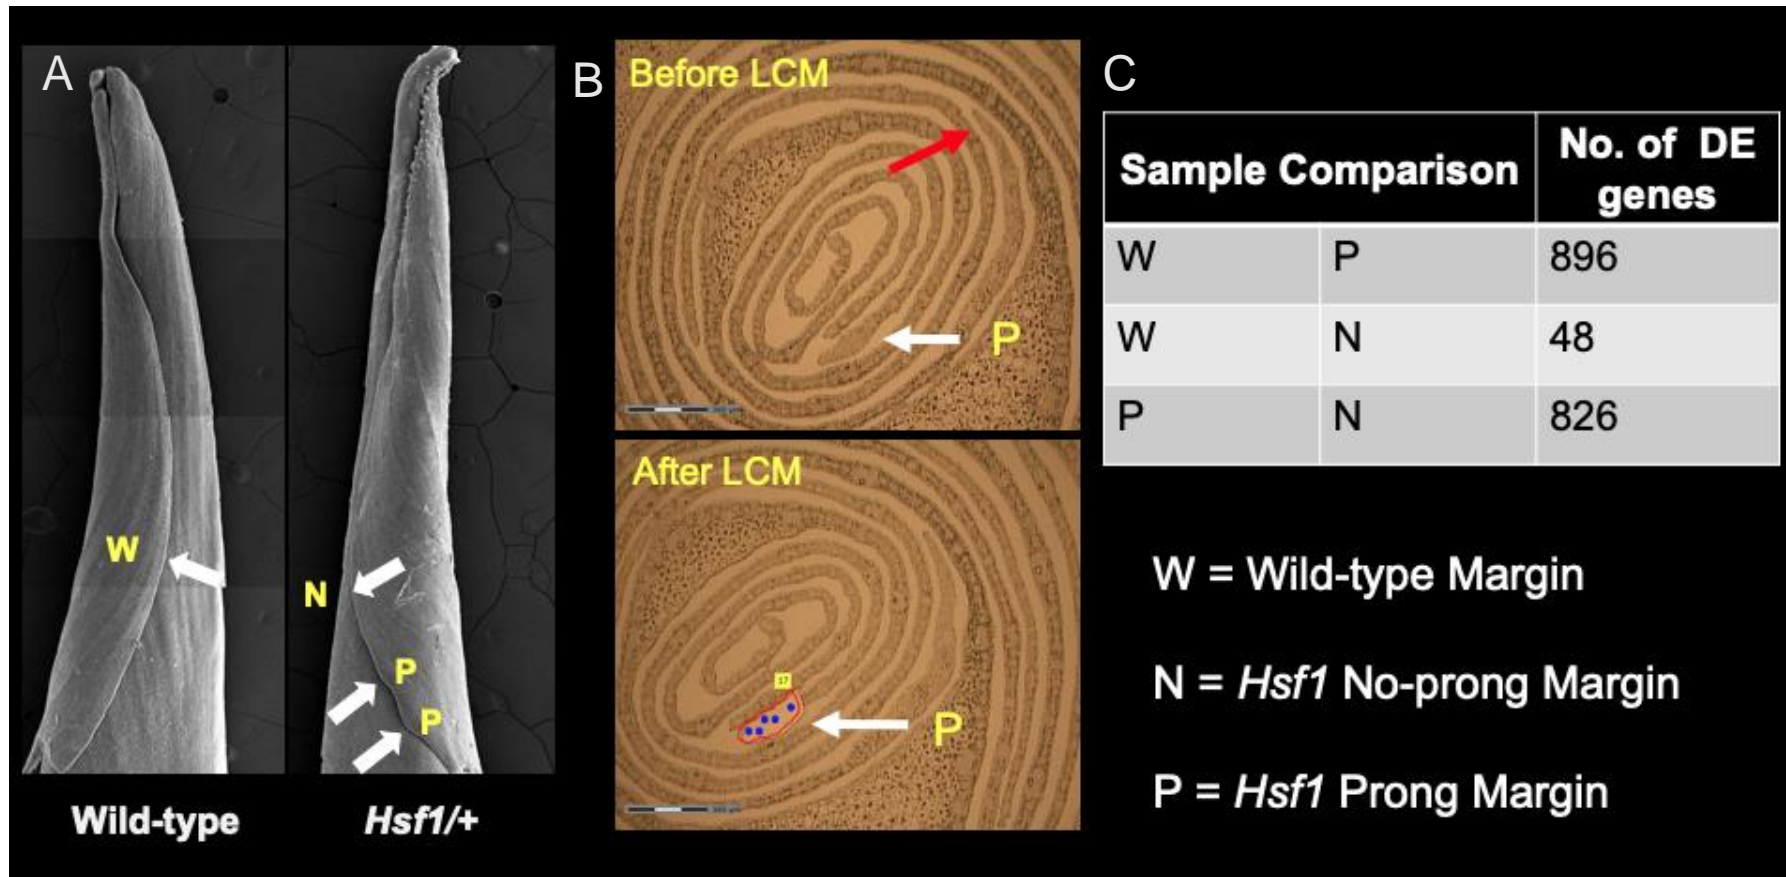 A
W
N
P
P
Wild-type
Hsf1/+
B
Before LCM
P
After LCM
17
P
C
Sample Comparison
No. of DE
genes
W P 896
W N 48
P N 826
W = Wild-type Margin
N = Hsf1 No-prong Margin
P = Hsf1 Prong Margin